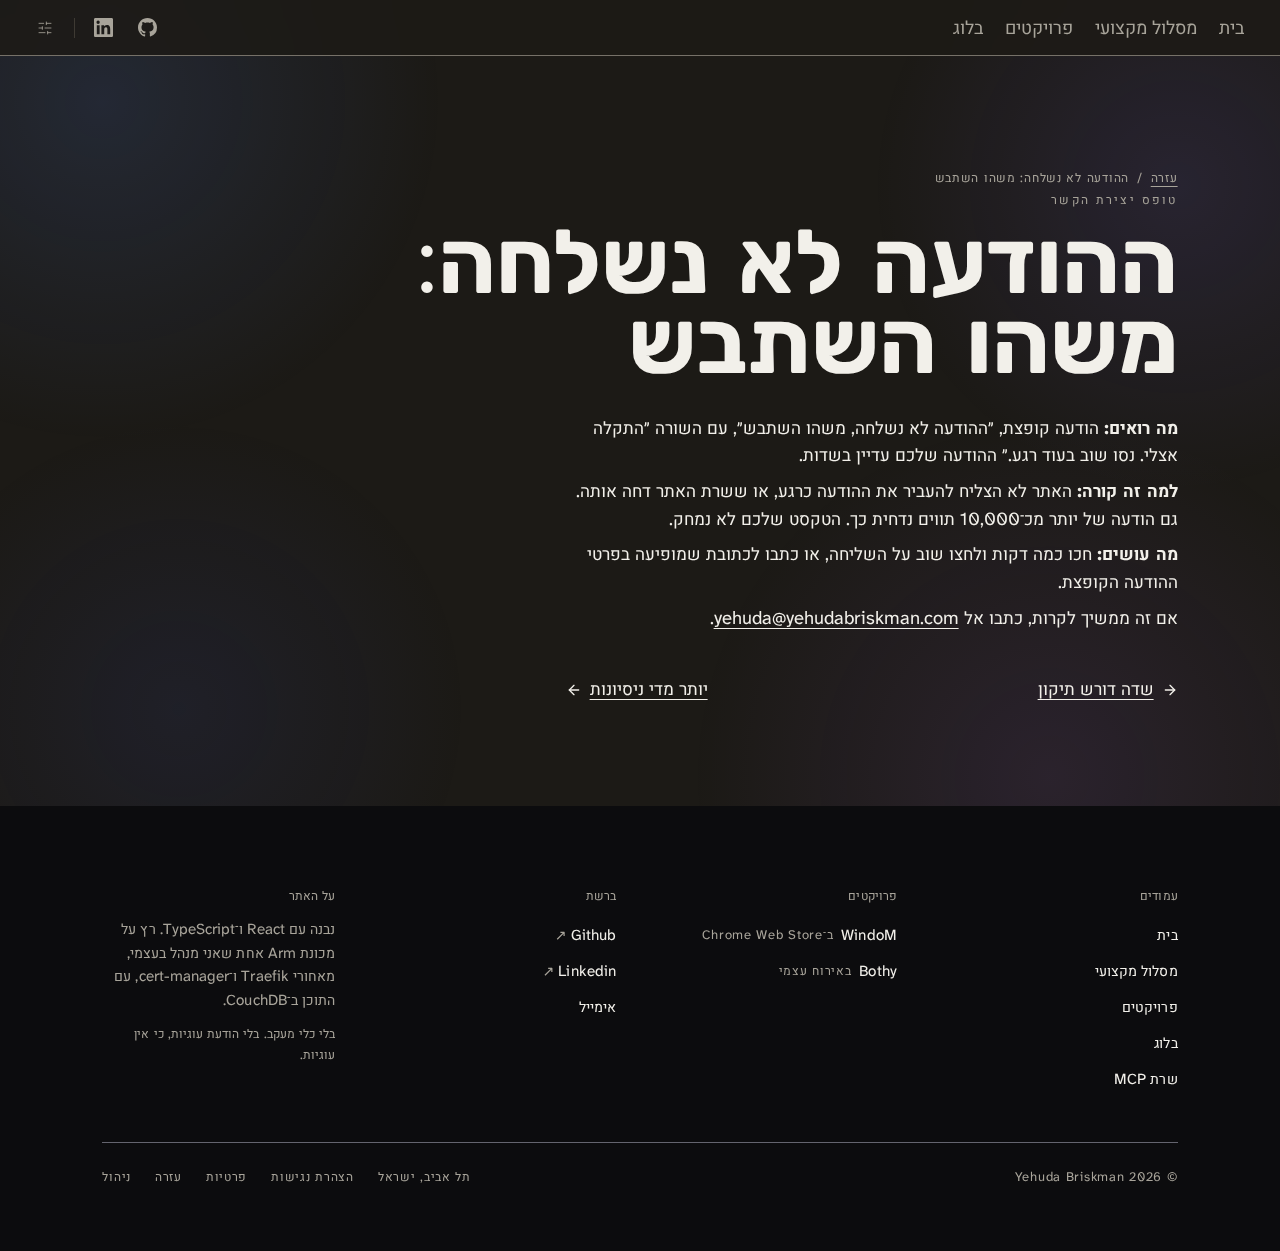 בית
מסלול מקצועי
פרויקטים
בלוג
עזרה / ההודעה לא נשלחה: משהו השתבש
טופס יצירת הקשר
ההודעה לא נשלחה:
משהו השתבש
מה רואים: הודעה קופצת, ״ההודעה לא נשלחה, משהו השתבש״, עם השורה ״התקלה
אצלי. נסו שוב בעוד רגע.״ ההודעה שלכם עדיין בשדות.
למה זה קורה: האתר לא הצליח להעביר את ההודעה כרגע, או ששרת האתר דחה אותה.
גם הודעה של יותר מכ־10,000 תווים נדחית כך. הטקסט שלכם לא נמחק.
מה עושים: חכו כמה דקות ולחצו שוב על השליחה, או כתבו לכתובת שמופיעה בפרטי
ההודעה הקופצת.
אם זה ממשיך לקרות, כתבו אל yehuda@yehudabriskman.com.
→ שדה דורש תיקון
יותר מדי ניסיונות ←
עמודים
בית
מסלול מקצועי
פרויקטים
בלוג
שרת MCP
פרויקטים
WindoM ב־Chrome Web Store
Bothy באירוח עצמי
ברשת
Github ↗
Linkedin ↗
אימייל
על האתר
נבנה עם React ו־TypeScript. רץ על
מכונת Arm אחת שאני מנהל בעצמי,
מאחורי Traefik ו־cert-manager, עם
התוכן ב־CouchDB.
בלי כלי מעקב. בלי הודעת עוגיות, כי אין
עוגיות.
© 2026 Yehuda Briskman
תל אביב, ישראל
הצהרת נגישות
פרטיות
עזרה
ניהול